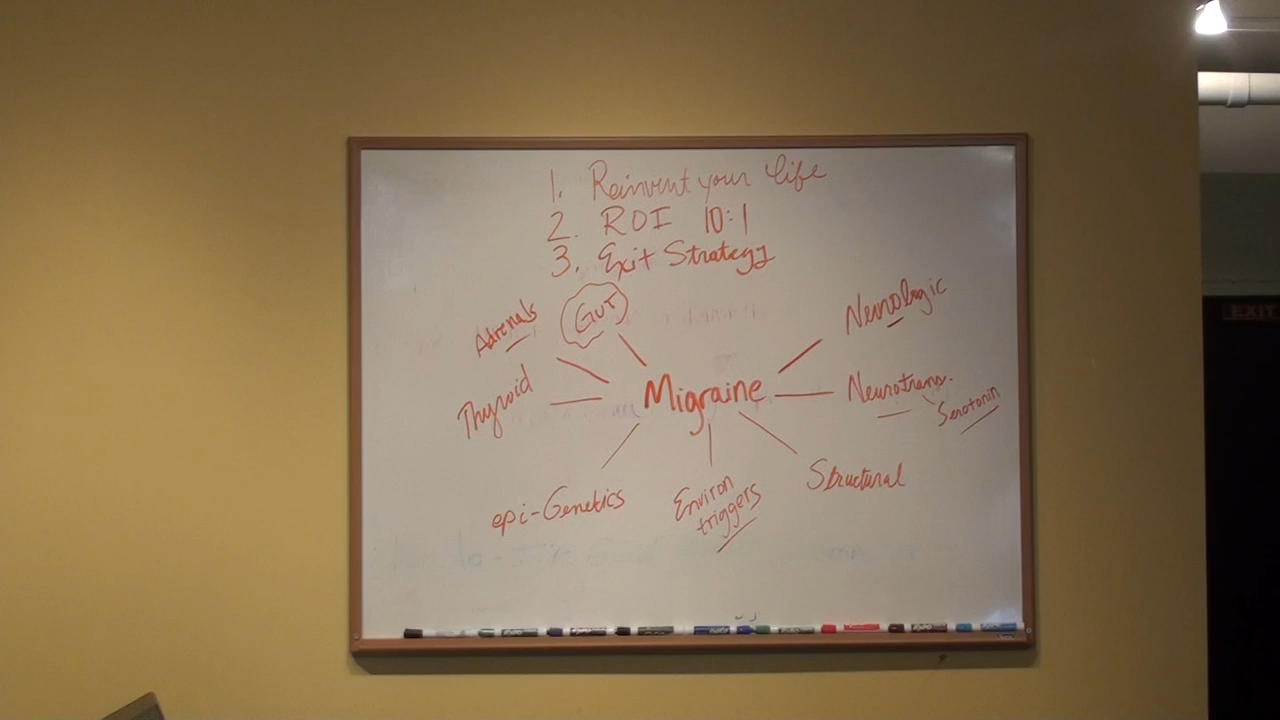 1. Reinvent your life
2. ROI 10:1
3. Exit Strategy
Adrenals
GUT
Neurologic
Thyroid
Migraine
Neurotrans.
Serotonin
epi-Genetics
Environ
triggers
Structural
EXIT